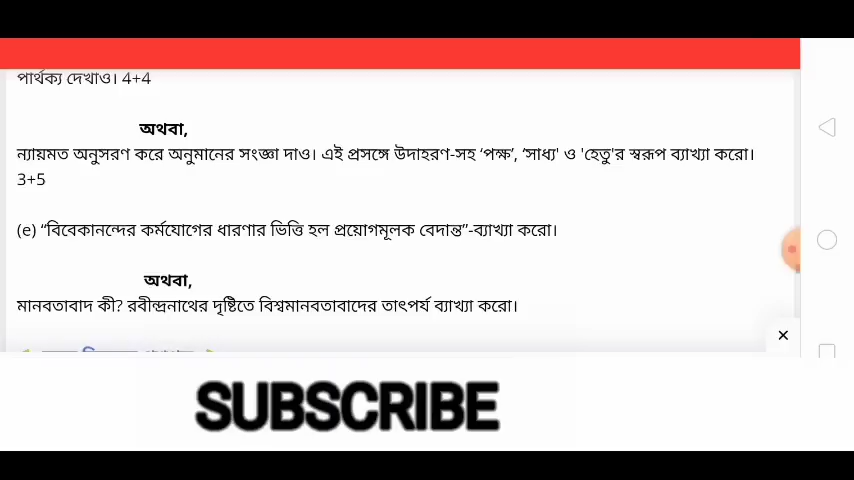 পার্থক্য দেখাও। 4+4
অথবা,
ন্যায়মত অনুসরণ করে অনুমানের সংজ্ঞা দাও। এই প্রসঙ্গে উদাহরণ-সহ ‘পক্ষ’, ‘সাধ্য' ও 'হেতু'র স্বরূপ ব্যাখ্যা করো।
3+5
(e) “বিবেকানন্দের কর্মযোগের ধারণার ভিত্তি হল প্রয়োগমূলক বেদান্ত”-ব্যাখ্যা করো।
অথবা,
মানবতাবাদ কী? রবীন্দ্রনাথের দৃষ্টিতে বিশ্বমানবতাবাদের তাৎপর্য ব্যাখ্যা করো।
SUBSCRIBE